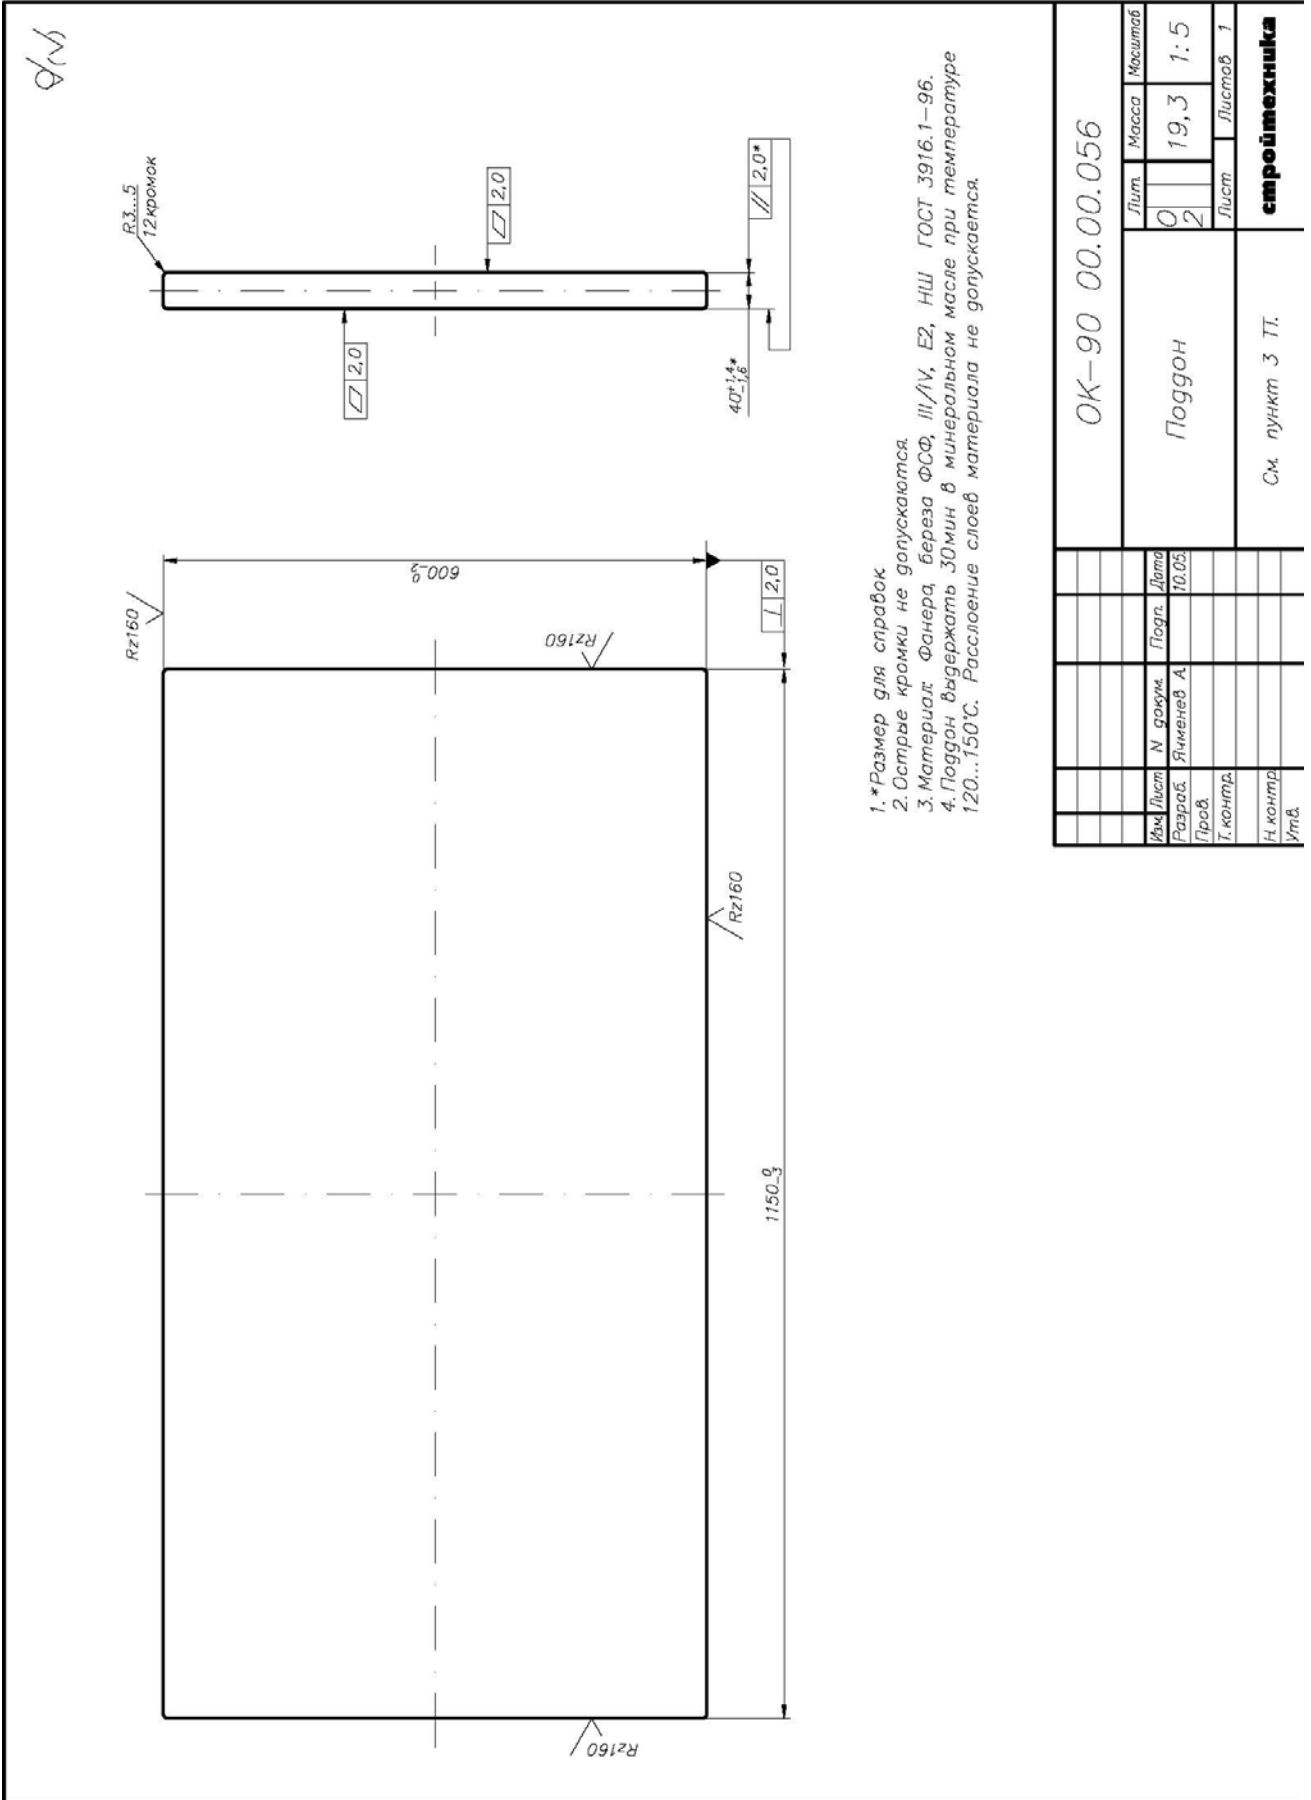 √(√)
Rz160
Rz160
600-2 0
⊥ 2,0
Rz160
Rz160
1150-3 0
R3...5
12 кромок
⏥ 2,0
⏥ 2,0
// 2,0*
40+1,4* -1,6
1.*Размер для справок.
2. Острые кромки не допускаются.
3. Материал: Фанера, береза ФСФ, III/IV, Е2, НШ ГОСТ 3916.1-96.
4. Поддон выдержать 30мин в минеральном масле при температуре
120...150°С. Расслоение слоев материала не допускается.
ОК-90 00.00.056
Изм. Лист N докум. Подп. Дата
Разраб. Ячменев А. 10.05.
Пров.
Т. контр.
Н. контр.
Утв.
Поддон
Лит. Масса Масштаб
О 2 19,3 1:5
Лист Листов 1
См. пункт 3 ТТ.
стройтехника